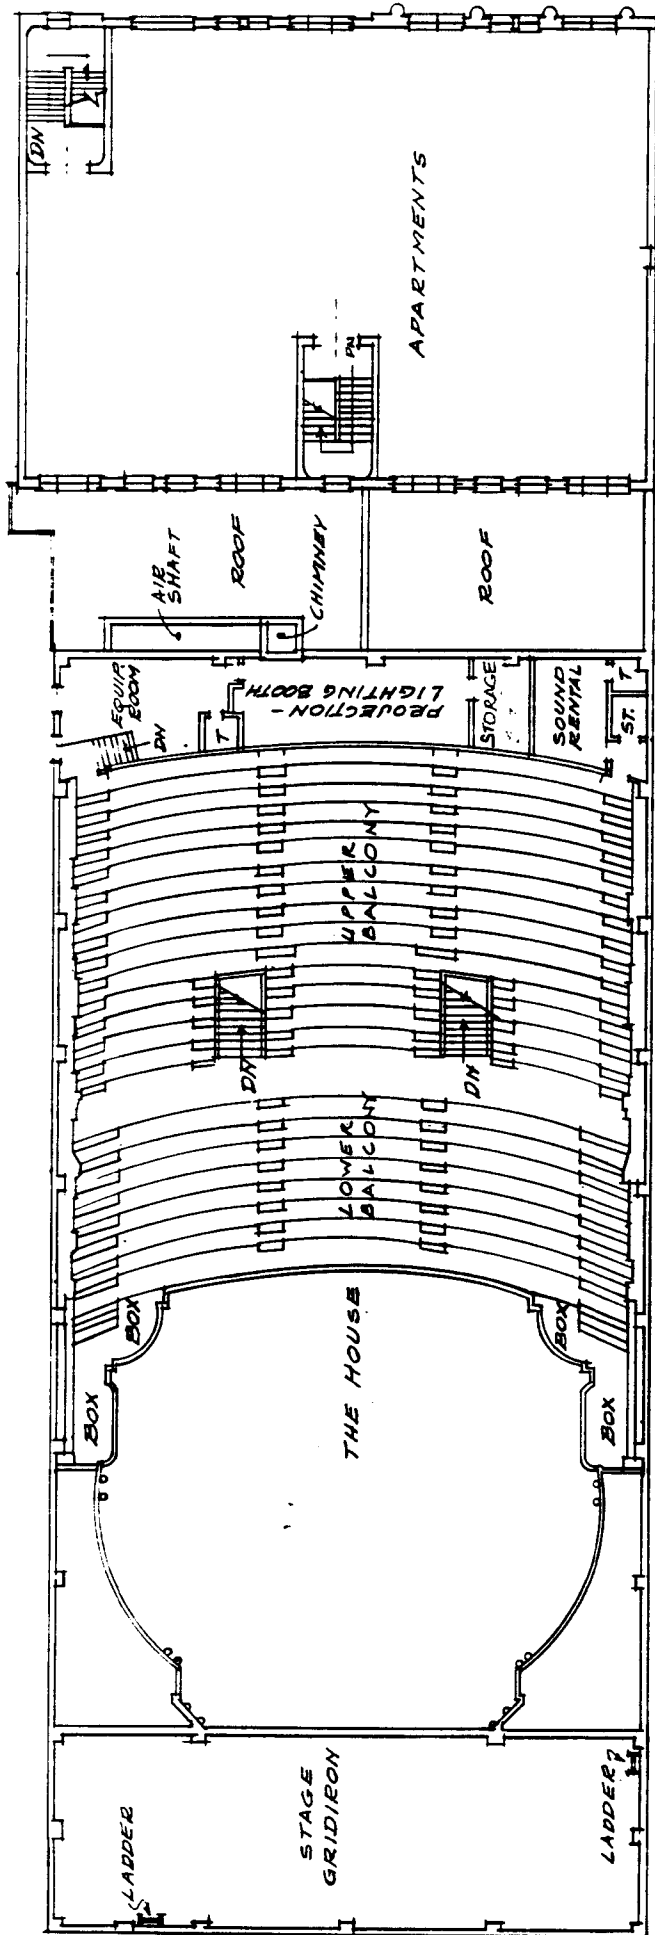 DN
APARTMENTS
DN
AIR
SHAFT
ROOF
CHIMNEY
ROOF
EQUIP.
ROOM
DN
T
PROJECTION -
LIGHTING BOOTH
STORAGE
SOUND
RENTAL
ST.
T
UPPER
BALCONY
DN
DN
LOWER
BALCONY
BOX
BOX
THE HOUSE
BOX
BOX
STAGE
GRIDIRON
LADDER
LADDER